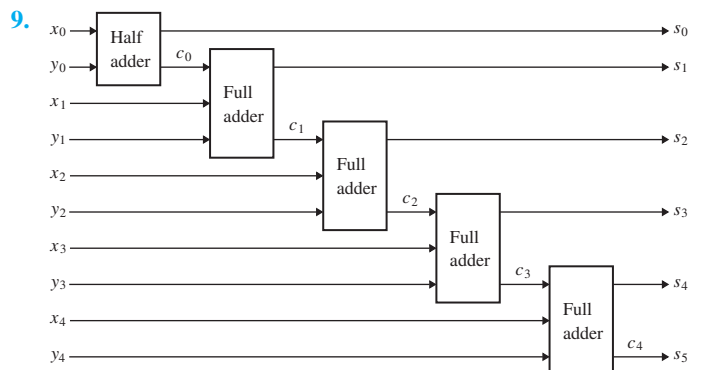 9.
x0 Half adder s0
y0 c0 s1
x1 Full adder
y1 c1 s2
x2 Full adder
y2 c2 s3
x3 Full adder
y3 c3 s4
x4 Full adder
y4 c4 s5